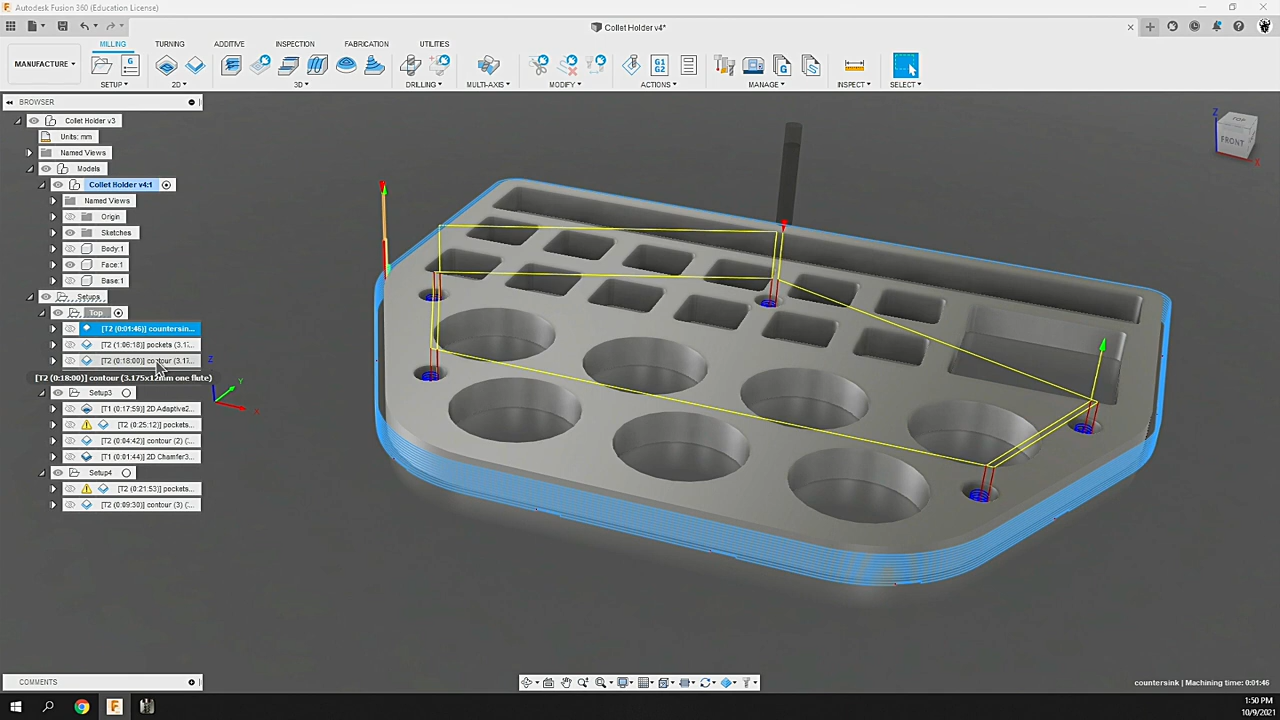 Autodesk Fusion 360 (Education License)
Collet Holder v4*
MANUFACTURE
MILLING
TURNING
ADDITIVE
INSPECTION
FABRICATION
UTILITIES
SETUP
2D
3D
DRILLING
MULTI-AXIS
MODIFY
ACTIONS
MANAGE
INSPECT
SELECT
BROWSER
Collet Holder v3
Units: mm
Named Views
Models
Collet Holder v4:1
Named Views
Origin
Sketches
Body:1
Face:1
Base:1
Setups
Top
[T2 (0:01:46)] countersin...
[T2 (1:06:18)] pockets (3.1...
[T2 (0:18:00)] contour (3.17...
[T2 (0:18:00)] contour (3.175x12mm one flute)
Setup3
[T1 (0:17:59)] 2D Adaptive2...
[T2 (0:25:12)] pockets...
[T2 (0:04:42)] contour (2) (...
[T1 (0:01:44)] 2D Chamfer3...
Setup4
[T2 (0:21:53)] pockets...
[T2 (0:09:30)] contour (3) (...
Z
Y
X
Z
TOP
FRONT
X
COMMENTS
countersink | Machining time: 0:01:46
1:50 PM
10/9/2021